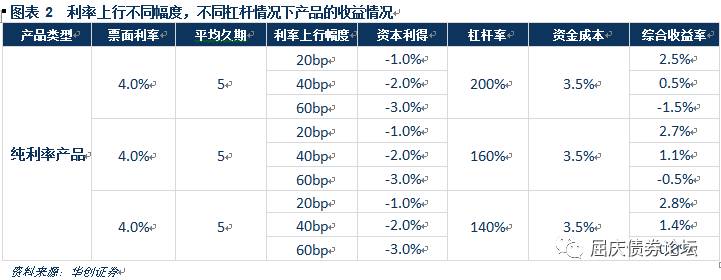 图表 2 利率上行不同幅度，不同杠杆情况下产品的收益情况
产品类型 票面利率 平均久期 利率上行幅度 资本利得 杠杆率 资金成本 综合收益率
20bp -1.0% 2.5%
4.0% 5 40bp -2.0% 200% 3.5% 0.5%
60bp -3.0% -1.5%
20bp -1.0% 2.7%
纯利率产品 4.0% 5 40bp -2.0% 160% 3.5% 1.1%
60bp -3.0% -0.5%
20bp -1.0% 2.8%
4.0% 5 40bp -2.0% 140% 3.5% 1.4%
60bp -3.0%
屈庆债券论坛
资料来源：华创证券